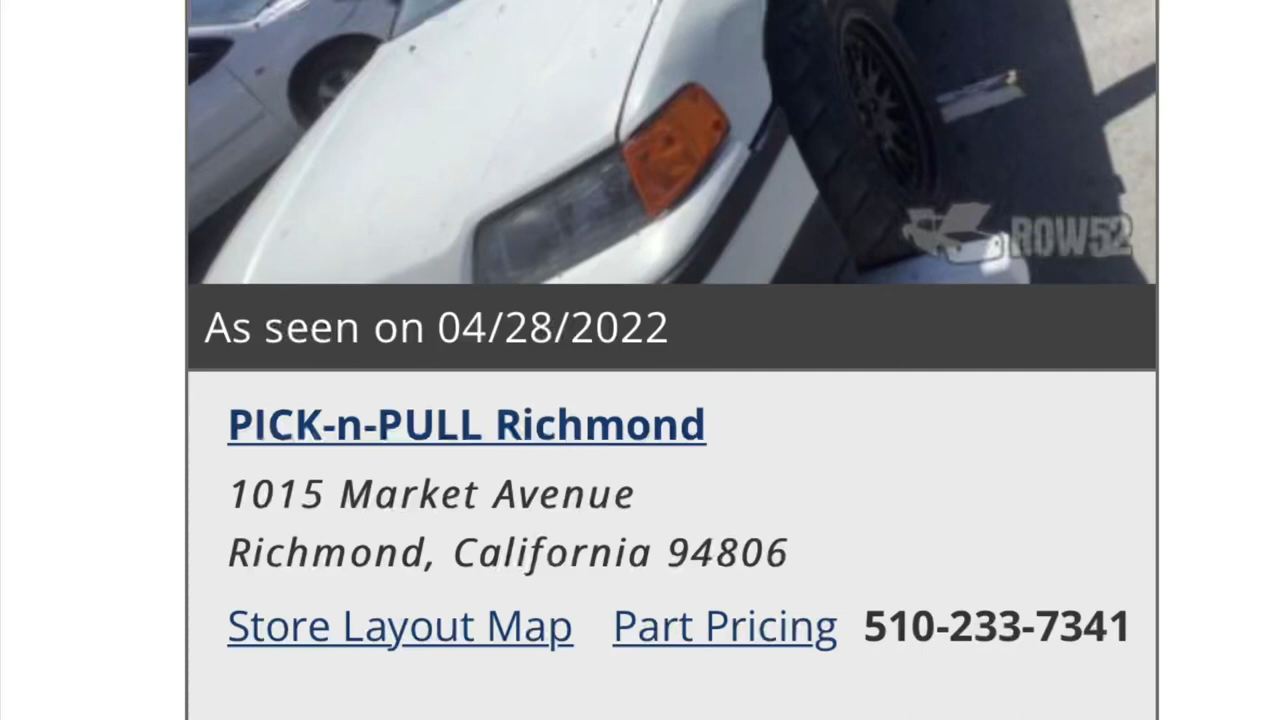 ROW52
As seen on 04/28/2022
PICK-n-PULL Richmond
1015 Market Avenue
Richmond, California 94806
Store Layout Map Part Pricing 510-233-7341